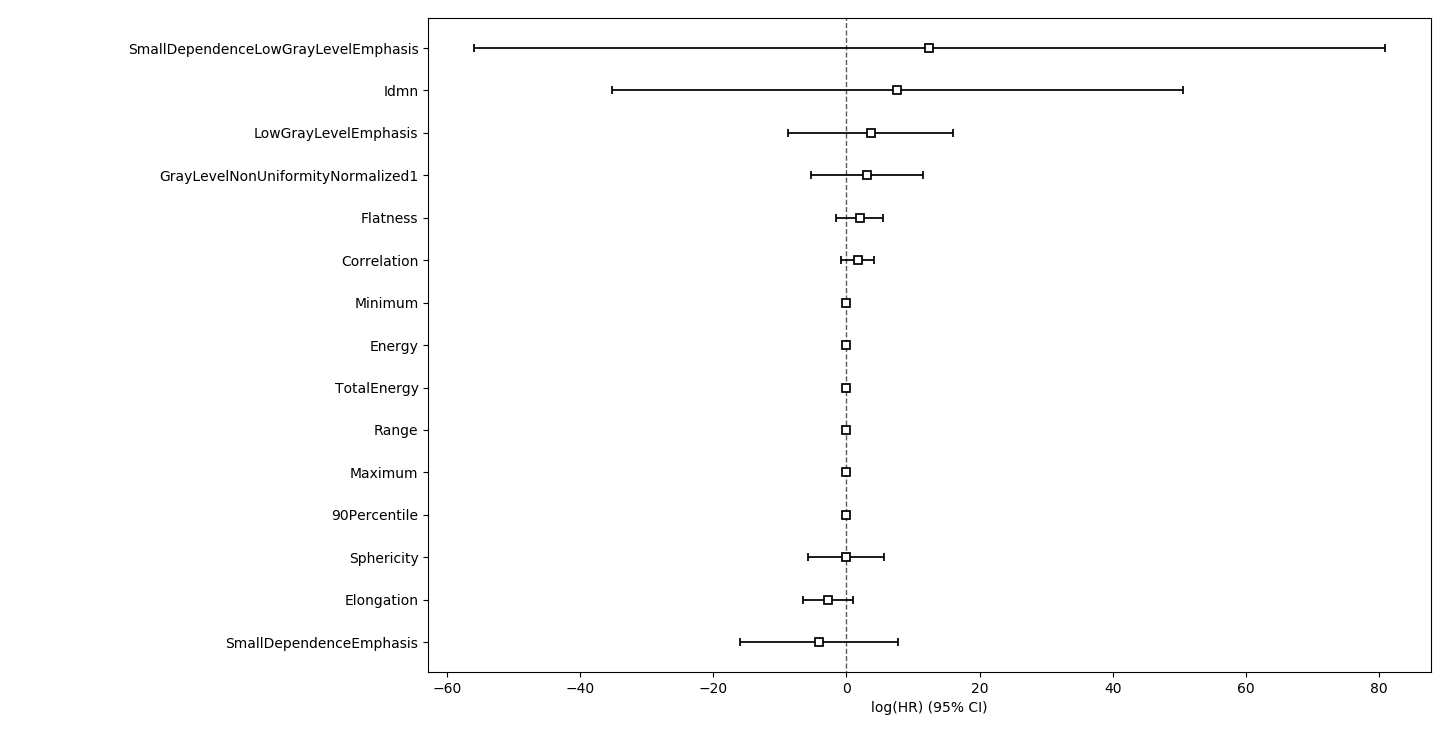 SmallDependenceLowGrayLevelEmphasis
Idmn
LowGrayLevelEmphasis
GrayLevelNonUniformityNormalized1
Flatness
Correlation
Minimum
Energy
TotalEnergy
Range
Maximum
90Percentile
Sphericity
Elongation
SmallDependenceEmphasis
−60 −40 −20 0 20 40 60 80
log(HR) (95% CI)